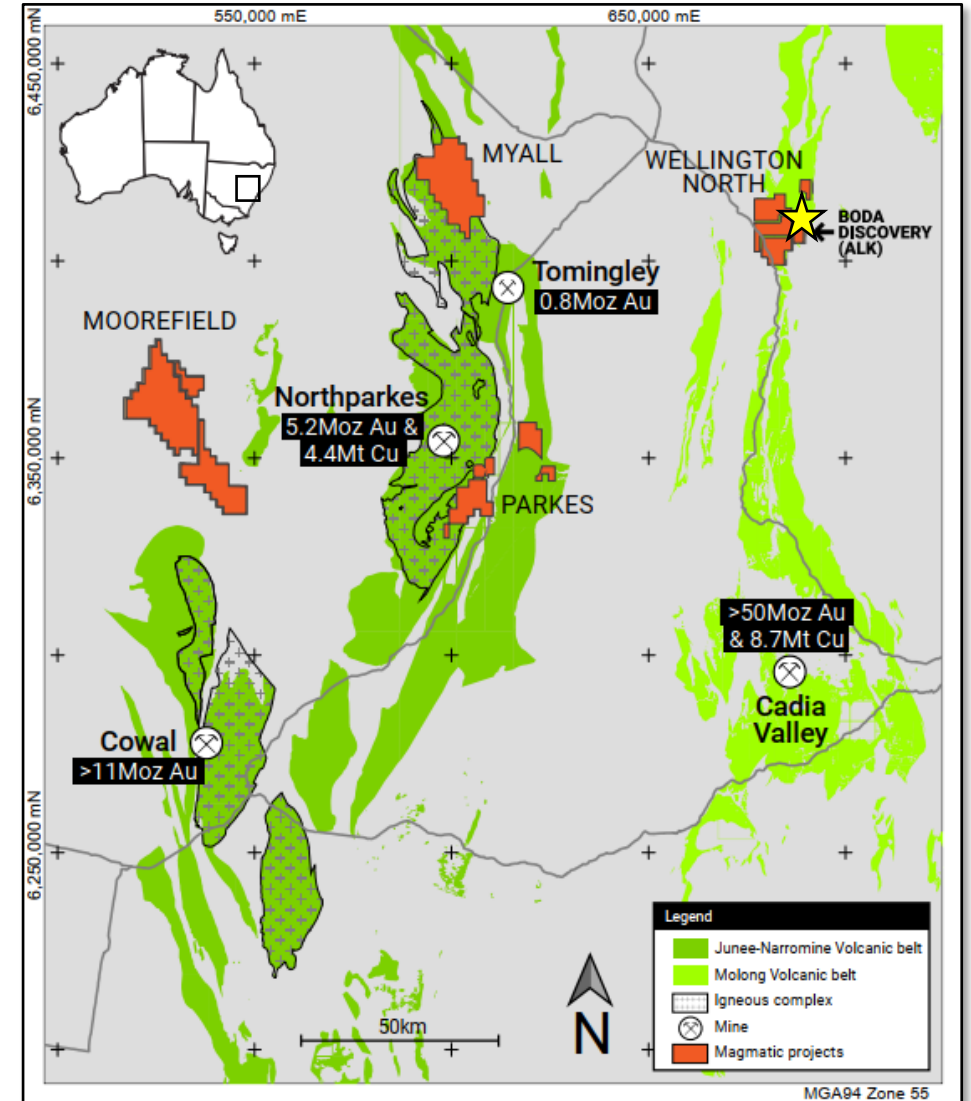 550,000 mE
650,000 mE
6,450,000 mN
MYALL
WELLINGTON
NORTH
BODA
DISCOVERY
(ALK)
Tomingley
0.8Moz Au
MOOREFIELD
Northparkes
5.2Moz Au &
4.4Mt Cu
6,350,000 mN
PARKES
>50Moz Au
& 8.7Mt Cu
Cadia
Valley
Cowal
>11Moz Au
6,250,000 mN
Legend
Junee-Narromine Volcanic belt
Molong Volcanic belt
Igneous complex
Mine
Magmatic projects
50km
N
MGA94 Zone 55